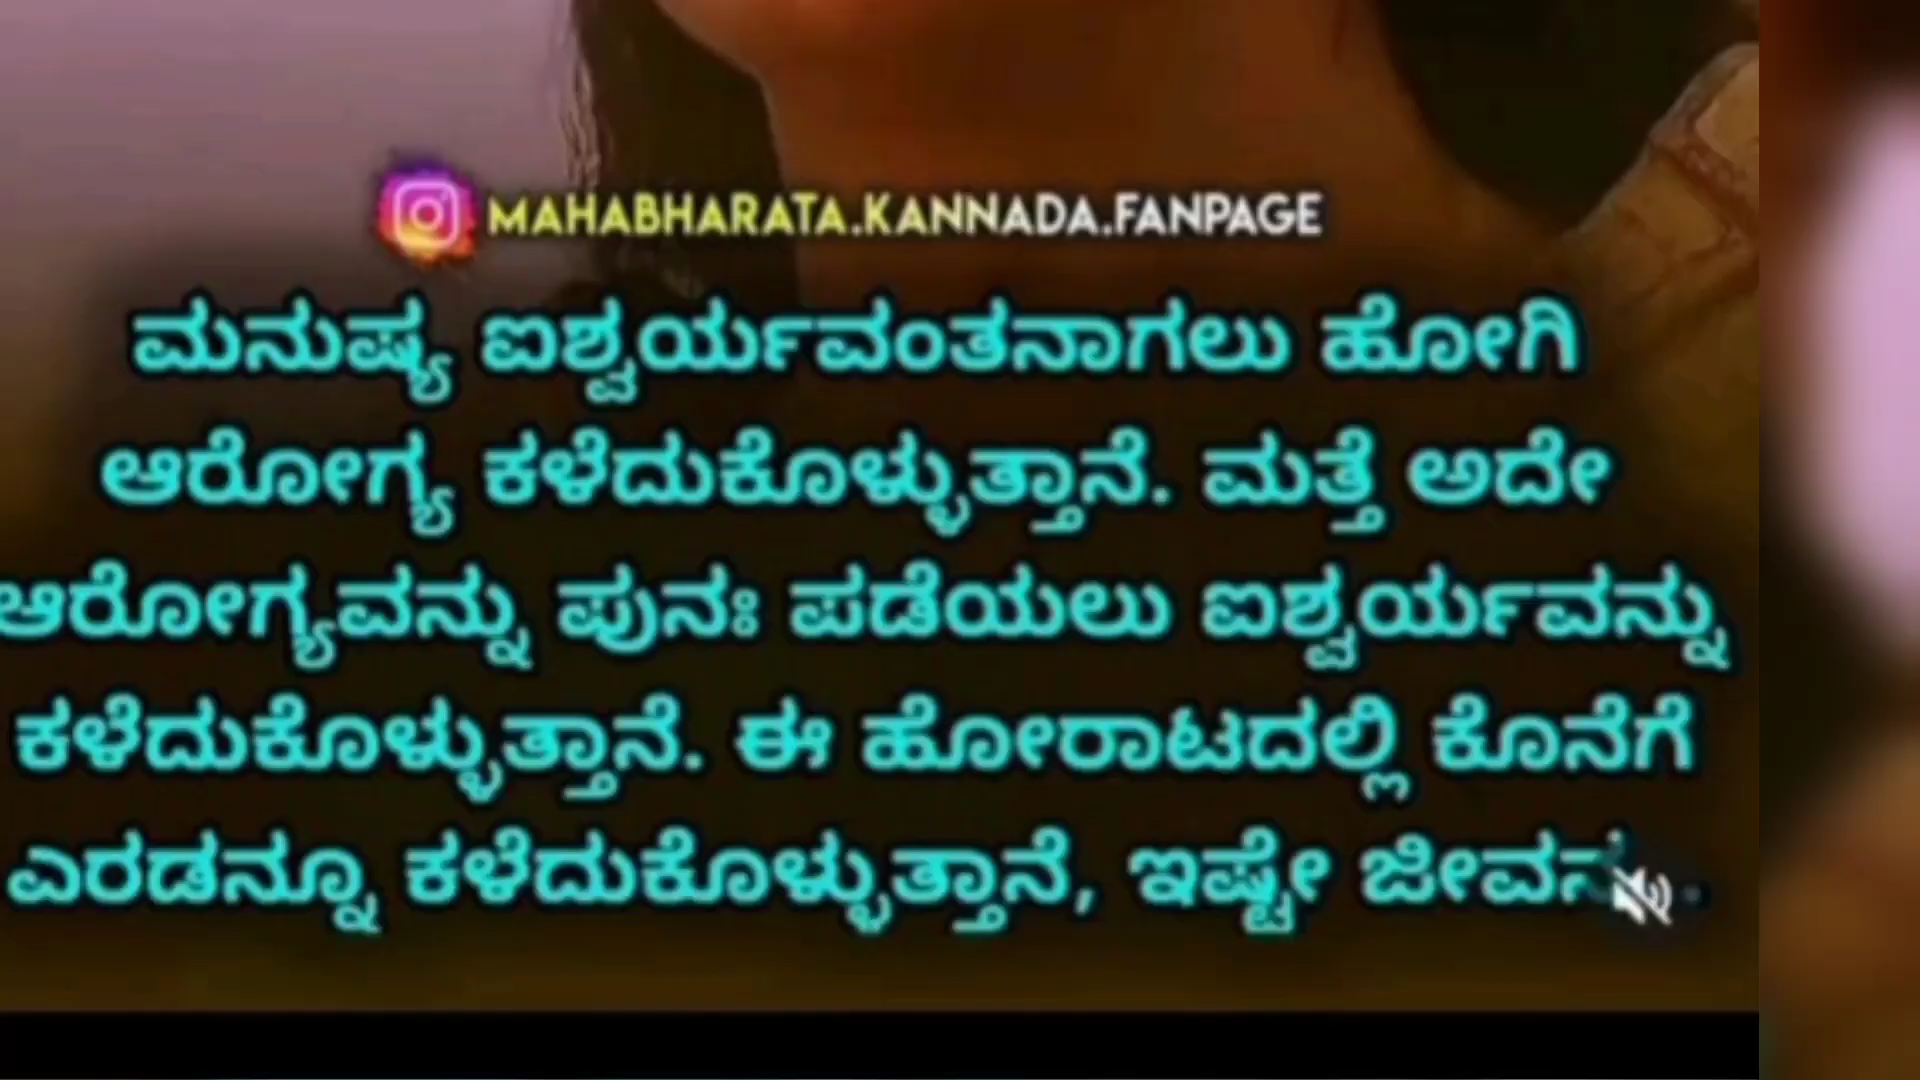 MAHABHARATA.KANNADA.FANPAGE
ಮನುಷ್ಯ ಐಶ್ವರ್ಯವಂತನಾಗಲು ಹೋಗಿ
ಆರೋಗ್ಯ ಕಳೆದುಕೊಳ್ಳುತ್ತಾನೆ. ಮತ್ತೆ ಅದೇ
ಆರೋಗ್ಯವನ್ನು ಪುನಃ ಪಡೆಯಲು ಐಶ್ವರ್ಯವನ್ನು
ಕಳೆದುಕೊಳ್ಳುತ್ತಾನೆ. ಈ ಹೋರಾಟದಲ್ಲಿ ಕೊನೆಗೆ
ಎರಡನ್ನೂ ಕಳೆದುಕೊಳ್ಳುತ್ತಾನೆ, ಇಷ್ಟೇ